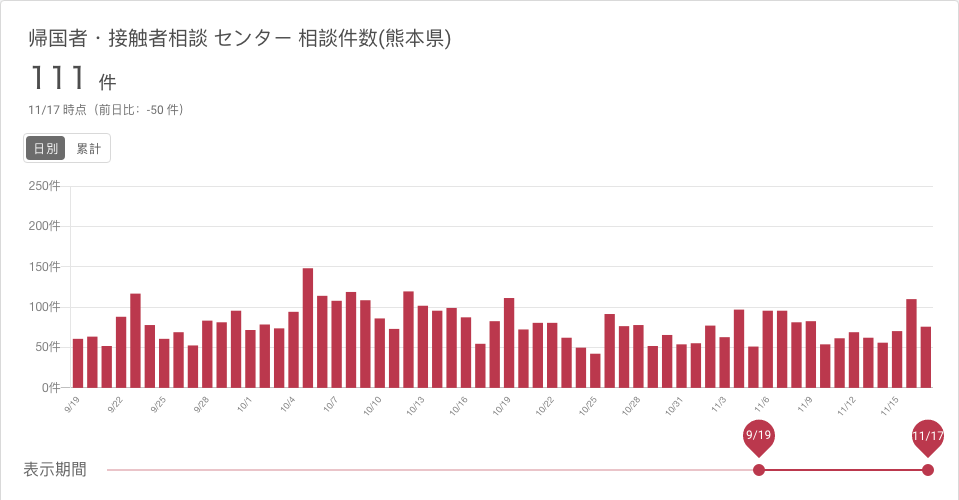 帰国者・接触者相談 センター 相談件数(熊本県)
111 件
11/17 時点（前日比：-50 件）
日別 累計
250件
200件
150件
100件
50件
0件
9/19 9/22 9/25 9/28 10/1 10/4 10/7 10/10 10/13 10/16 10/19 10/22 10/25 10/28 10/31 11/3 11/6 11/9 11/12 11/15
9/19 11/17
表示期間